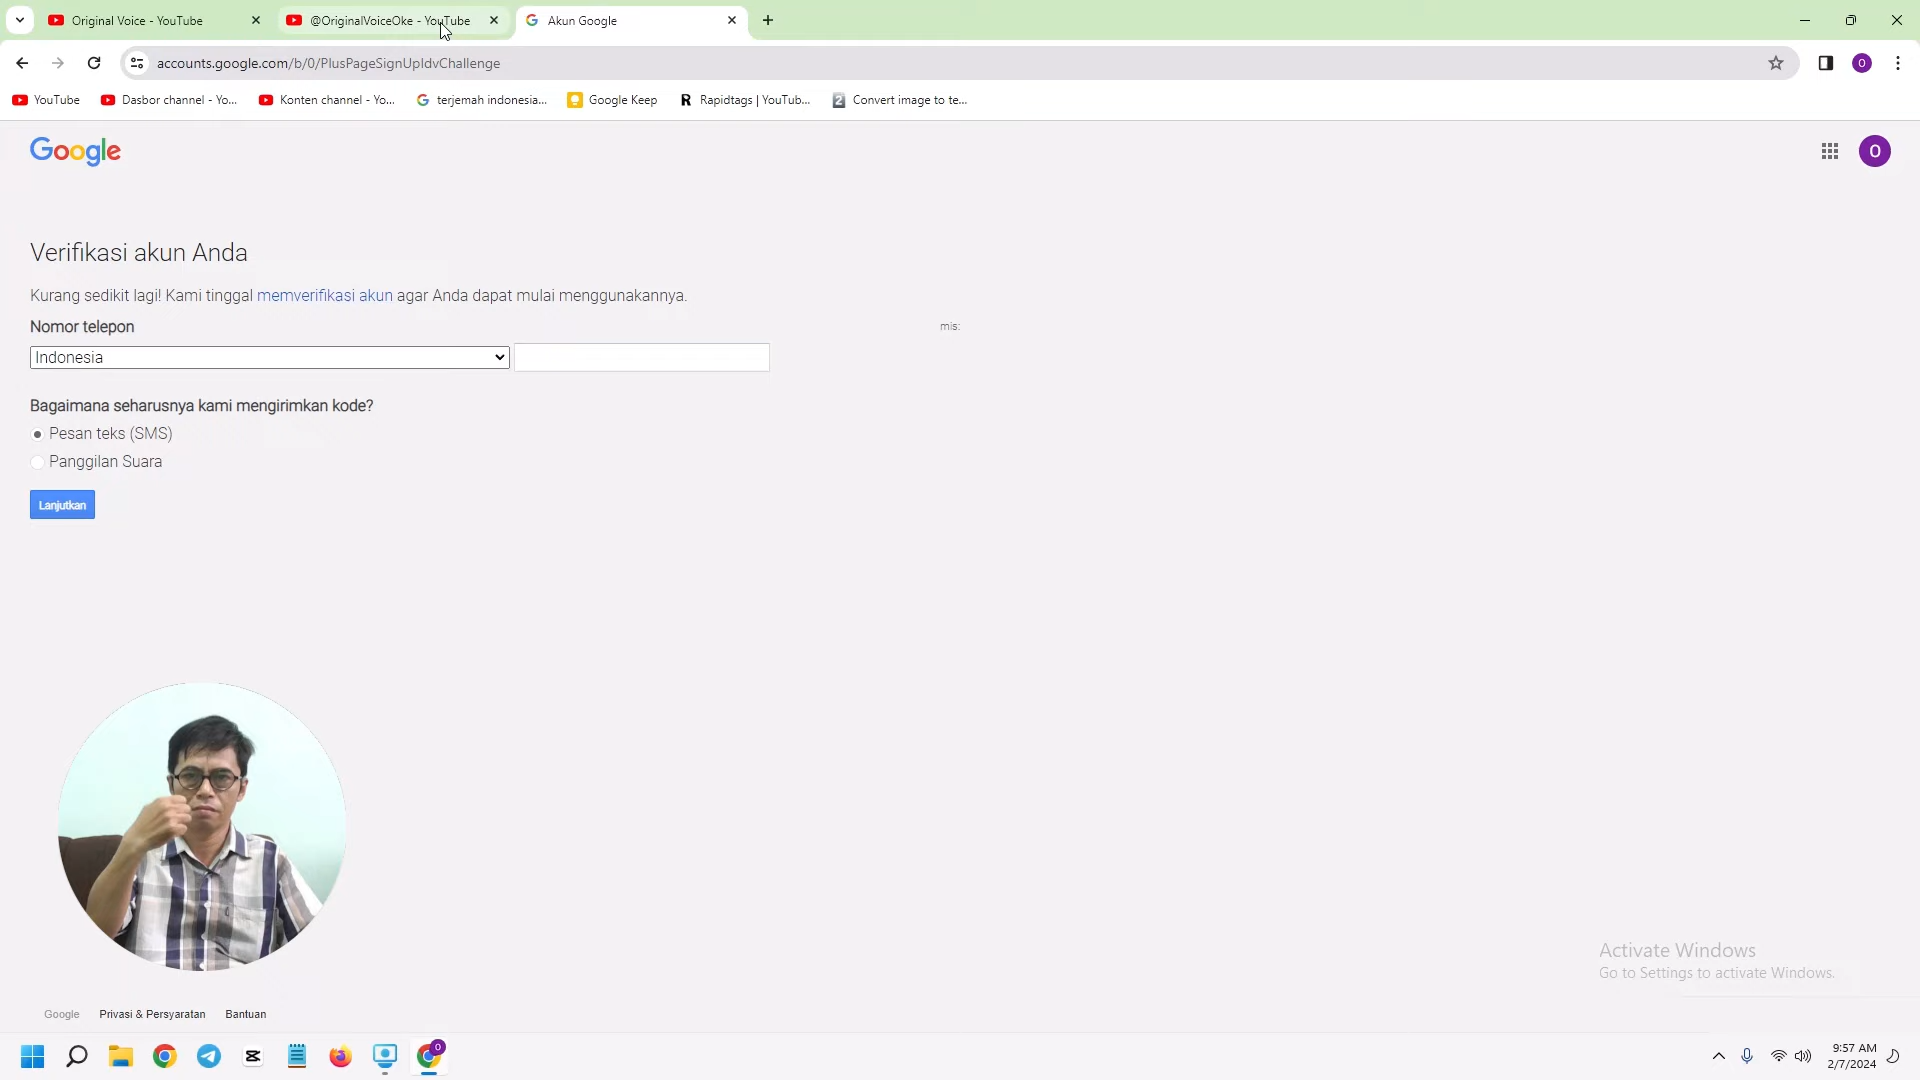 Original Voice - YouTube
@OriginalVoiceOke - YouTube
Akun Google
accounts.google.com/b/0/PlusPageSignUpIdvChallenge
O
YouTube
Dasbor channel - Yo...
Konten channel - Yo...
terjemah indonesia...
Google Keep
R Rapidtags | YouTub...
2 Convert image to te...
Google
O
Verifikasi akun Anda
Kurang sedikit lagi! Kami tinggal memverifikasi akun agar Anda dapat mulai menggunakannya.
Nomor telepon
mis:
Indonesia
Bagaimana seharusnya kami mengirimkan kode?
Pesan teks (SMS)
Panggilan Suara
Lanjutkan
Activate Windows
Go to Settings to activate Windows.
Google Privasi & Persyaratan Bantuan
O
9:57 AM
2/7/2024